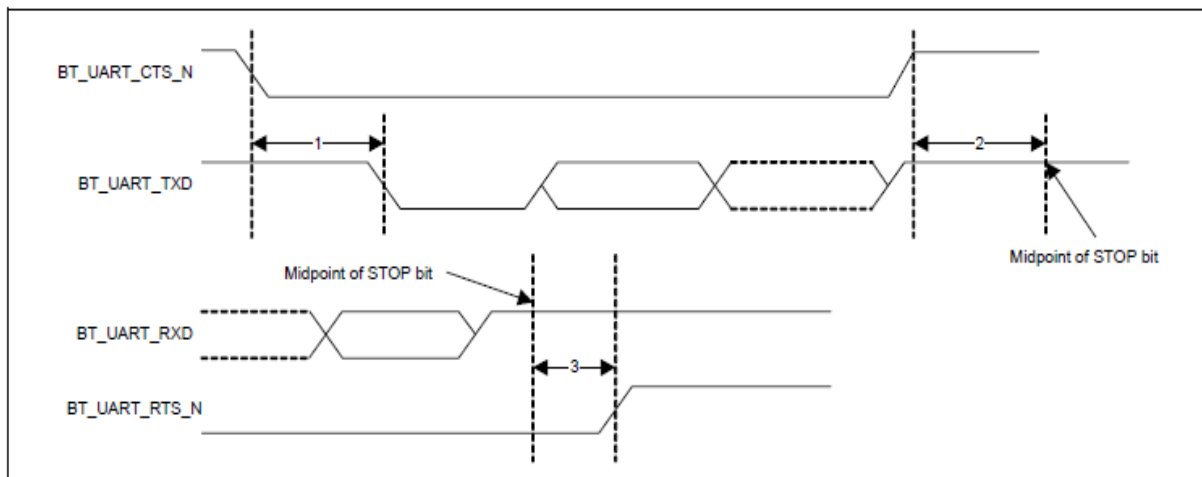 BT_UART_CTS_N
1
2
BT_UART_TXD
Midpoint of STOP bit
Midpoint of STOP bit
BT_UART_RXD
3
BT_UART_RTS_N